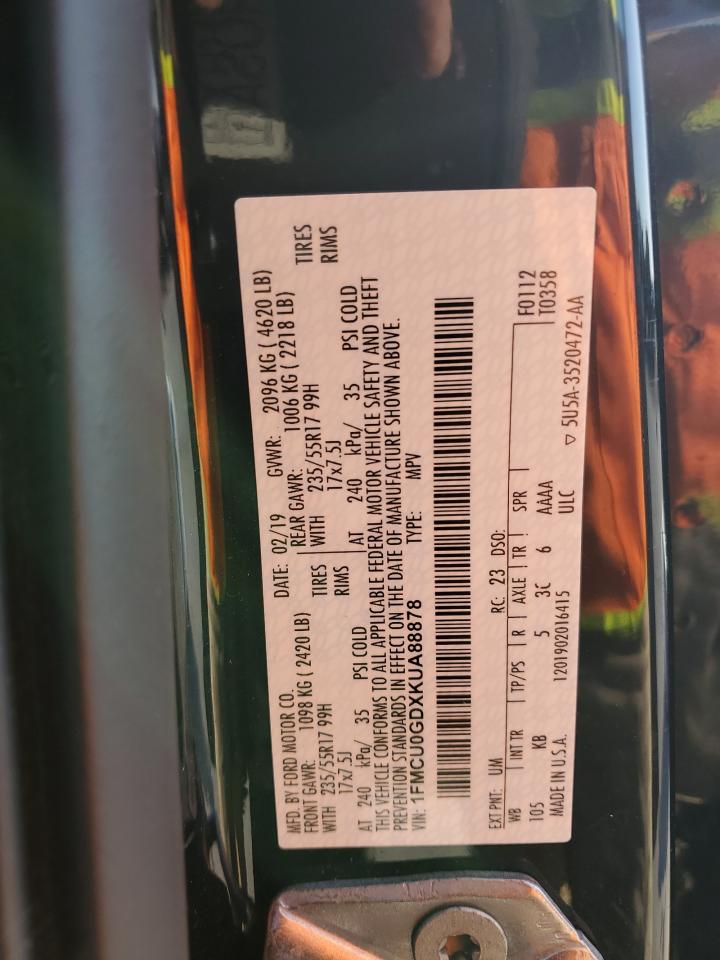 MFD. BY FORD MOTOR CO.
DATE: 02/19 GVWR: 2096 KG ( 4620 LB)
FRONT GAWR: 1098 KG ( 2420 LB) REAR GAWR: 1006 KG ( 2218 LB)
WITH 235/55R17 99H TIRES WITH 235/55R17 99H TIRES
17x7.5J RIMS 17x7.5J RIMS
AT 240 kPa/ 35 PSI COLD AT 240 kPa/ 35 PSI COLD
THIS VEHICLE CONFORMS TO ALL APPLICABLE FEDERAL MOTOR VEHICLE SAFETY AND THEFT
PREVENTION STANDARDS IN EFFECT ON THE DATE OF MANUFACTURE SHOWN ABOVE.
VIN: 1FMCU0GDXKUA88878 TYPE: MPV
EXT PNT: UM RC: 23 DSO: F0112
WB INT TR TP/PS R AXLE TR SPR T0358
105 KB 5 3C 6 AAAA
MADE IN U.S.A. 1201902016415 ULC ▽ 5U5A-3520472-AA